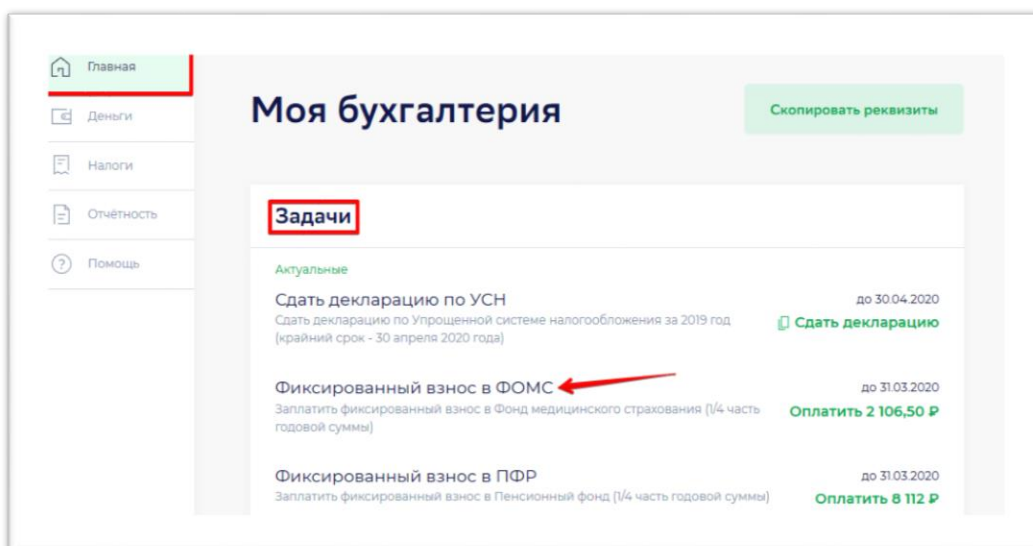 Главная
Деньги
Налоги
Отчётность
Помощь
Моя бухгалтерия
Скопировать реквизиты
Задачи
Актуальные
Сдать декларацию по УСН
до 30.04.2020
Сдать декларацию по Упрощенной системе налогообложения за 2019 год
(крайний срок - 30 апреля 2020 года)
Сдать декларацию
Фиксированный взнос в ФОМС
до 31.03.2020
Заплатить фиксированный взнос в Фонд медицинского страхования (1/4 часть
годовой суммы)
Оплатить 2 106,50 ₽
Фиксированный взнос в ПФР
до 31.03.2020
Заплатить фиксированный взнос в Пенсионный фонд (1/4 часть годовой суммы)
Оплатить 8 112 ₽